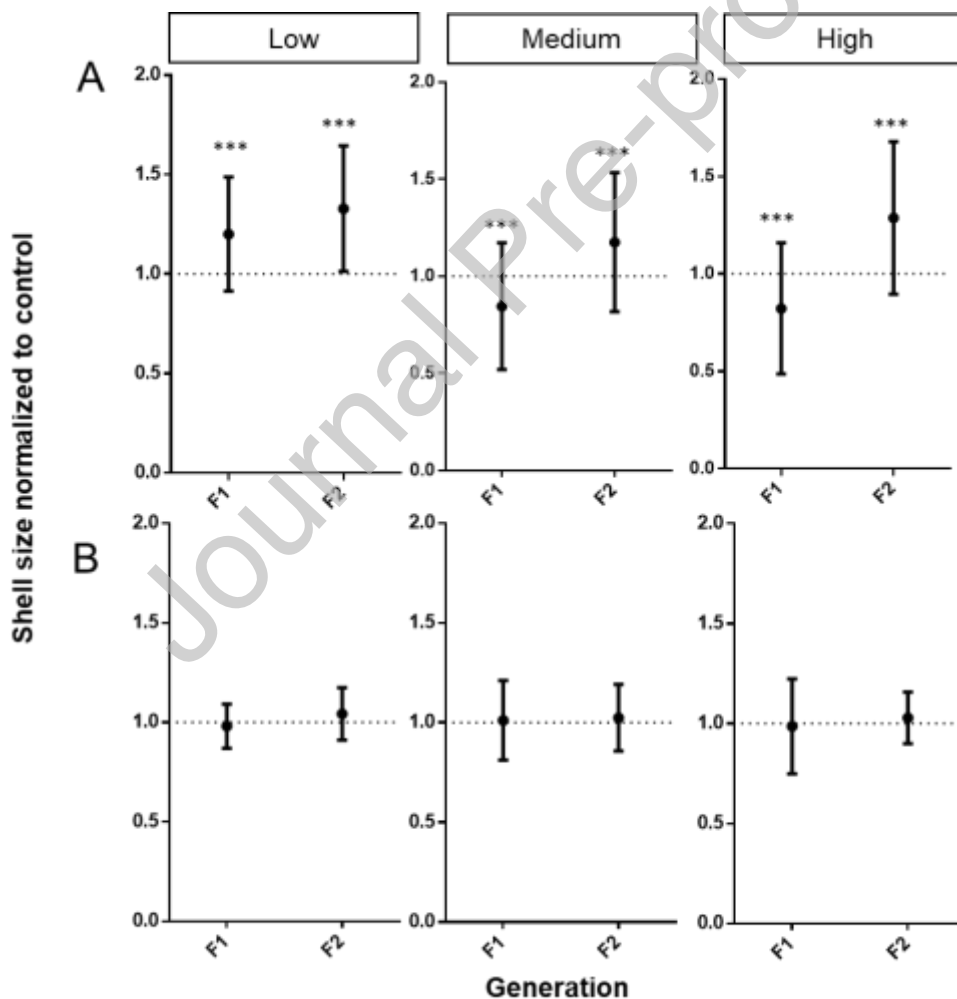 Low Medium High
A
2.0 2.0 2.0
*** *** *** *** *** ***
1.5 1.5 1.5
1.0 1.0 1.0
0.5 0.5 0.5
0.0 0.0 0.0
F1 F2 F1 F2 F1 F2
B
2.0 2.0 2.0
1.5 1.5 1.5
1.0 1.0 1.0
0.5 0.5 0.5
0.0 0.0 0.0
F1 F2 F1 F2 F1 F2
Shell size normalized to control
Generation
Journal Pre-pro